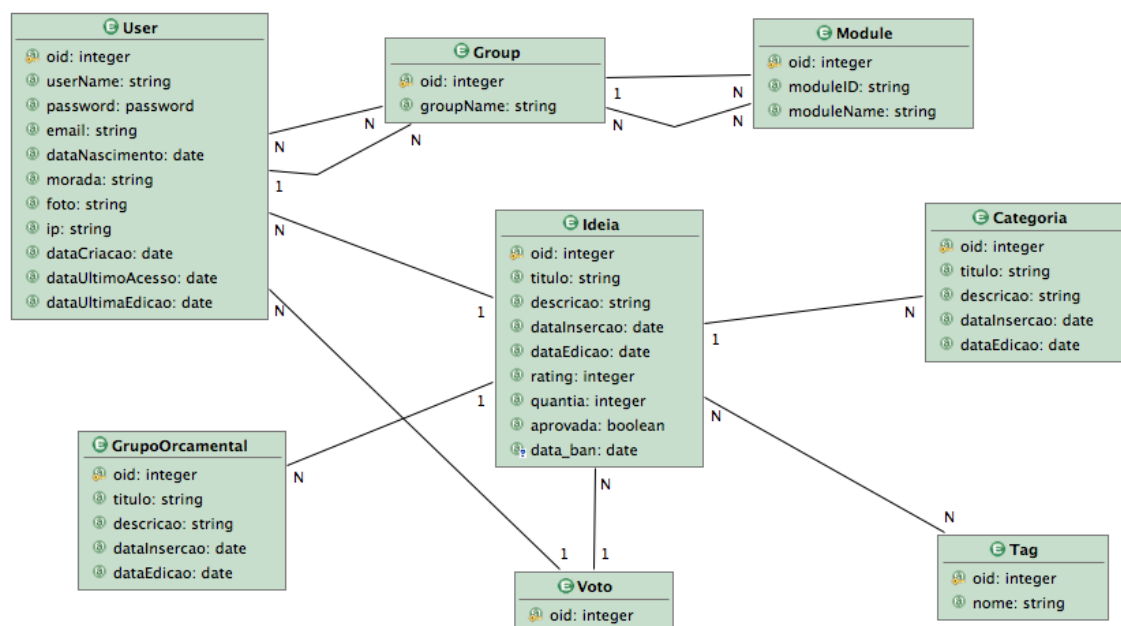 User
oid: integer
userName: string
password: password
email: string
dataNascimento: date
morada: string
foto: string
ip: string
dataCriacao: date
dataUltimoAcesso: date
dataUltimaEdicao: date
Group
oid: integer
groupName: string
Module
oid: integer
moduleID: string
moduleName: string
N
N
1
N
1
N
N
N
N
1
N
1
Ideia
oid: integer
titulo: string
descricao: string
dataInsercao: date
dataEdicao: date
rating: integer
quantia: integer
aprovada: boolean
data_ban: date
Categoria
oid: integer
titulo: string
descricao: string
dataInsercao: date
dataEdicao: date
1
N
1
N
N
N
N
1
GrupoOrcamental
oid: integer
titulo: string
descricao: string
dataInsercao: date
dataEdicao: date
Voto
oid: integer
Tag
oid: integer
nome: string